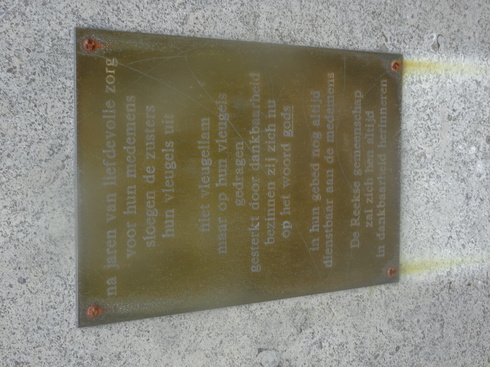 na jaren van liefdevolle zorg
voor hun medemens
sloegen de zusters
hun vleugels uit
niet vleugellam
maar op hun vleugels
gedragen
gesterkt door dankbaarheid
bezinnen zij zich nu
op het woord gods
in hun gebed nog altijd
dienstbaar aan de medemens
De Reekse gemeenschap
zal zich hen altijd
in dankbaarheid herinneren